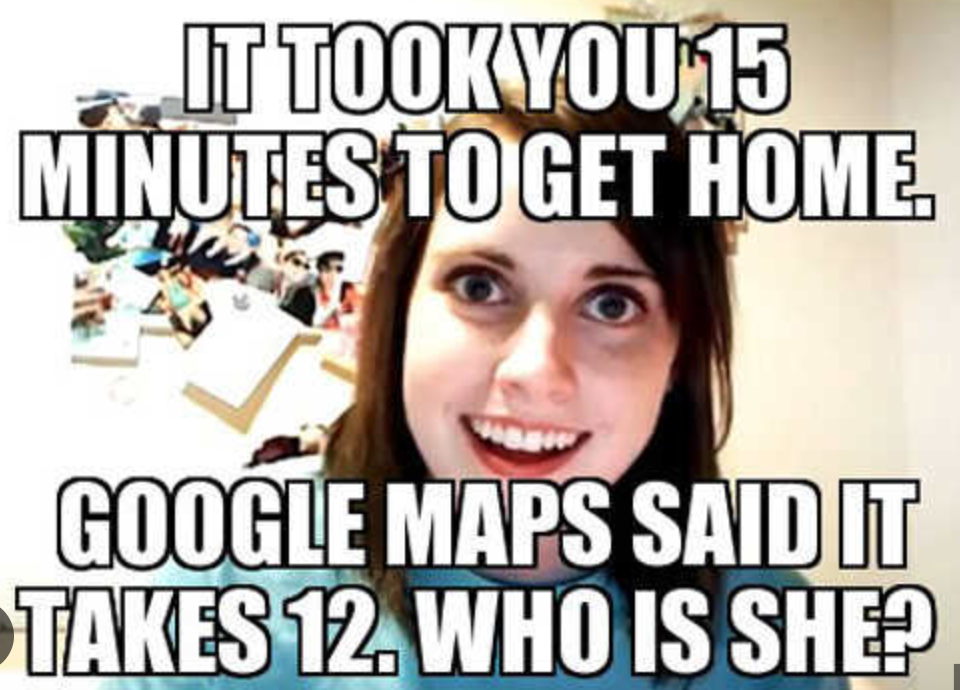 IT TOOK YOU 15
MINUTES TO GET HOME.
GOOGLE MAPS SAID IT
TAKES 12. WHO IS SHE?